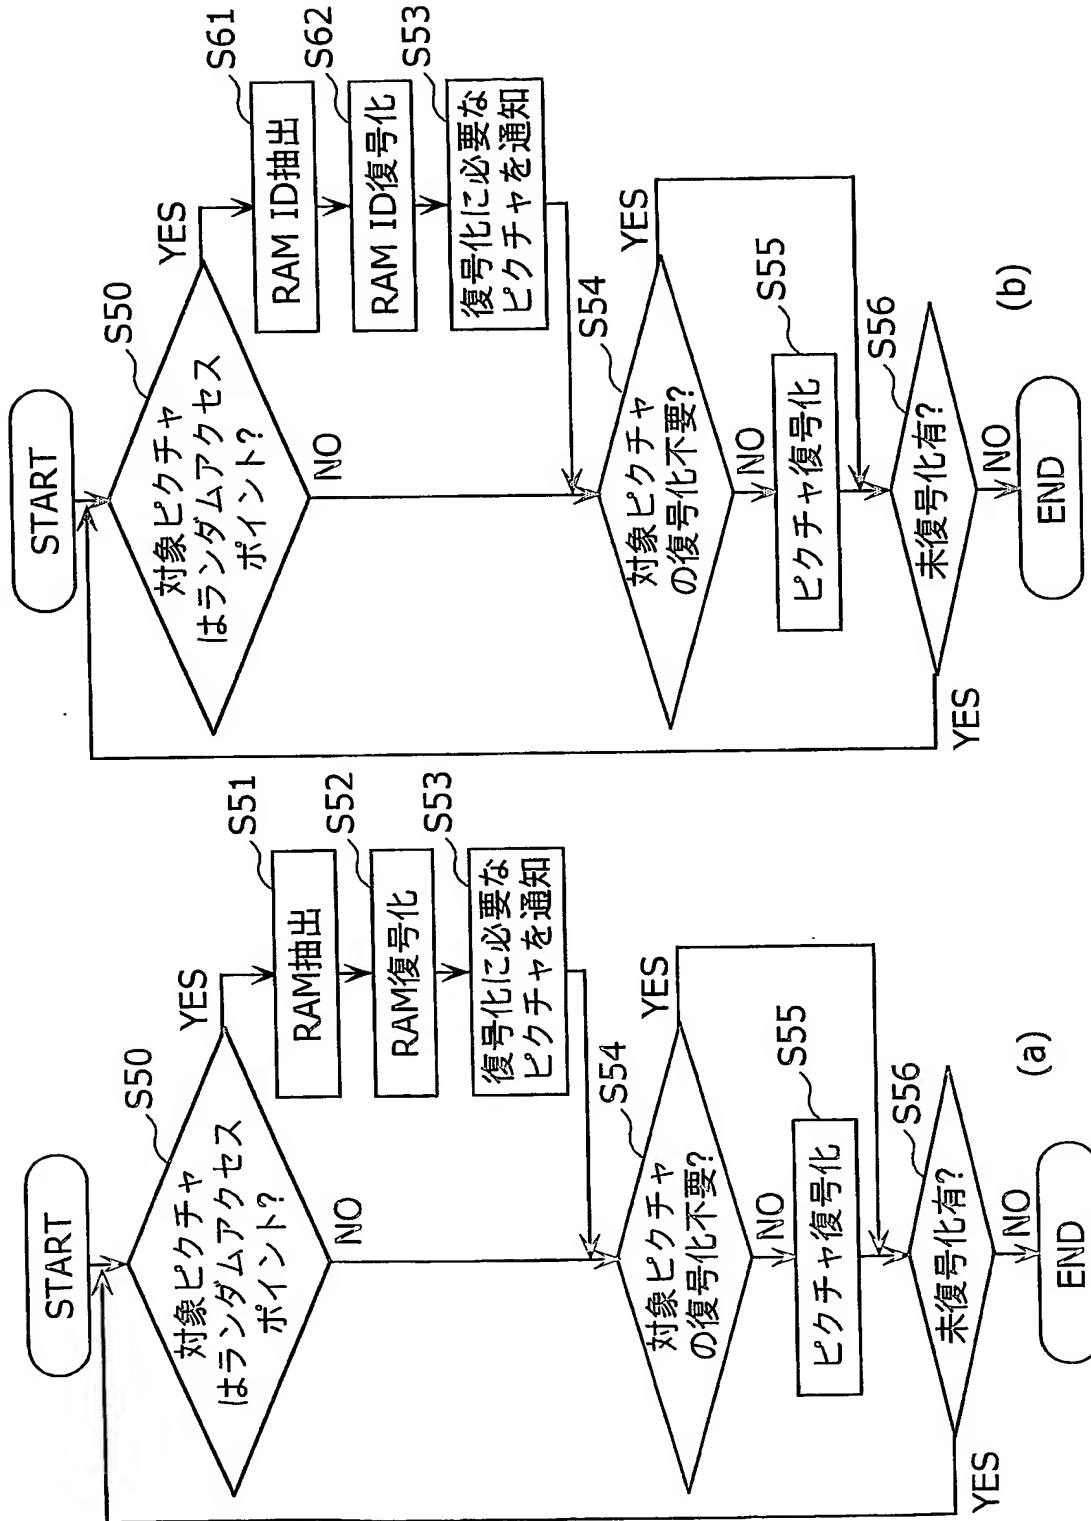 START
S50
対象ピクチャ
はランダムアクセス
ポイント?
YES
NO
S51
RAM抽出
S52
RAM復号化
S53
復号化に必要な
ピクチャを通知
S54
対象ピクチャ
の復号化不要?
YES
NO
S55
ピクチャ復号化
S56
未復号化有?
YES
NO
END
(a)
START
S50
対象ピクチャ
はランダムアクセス
ポイント?
YES
NO
S61
RAM ID抽出
S62
RAM ID復号化
S53
復号化に必要な
ピクチャを通知
S54
対象ピクチャ
の復号化不要?
YES
NO
S55
ピクチャ復号化
S56
未復号化有?
YES
NO
END
(b)